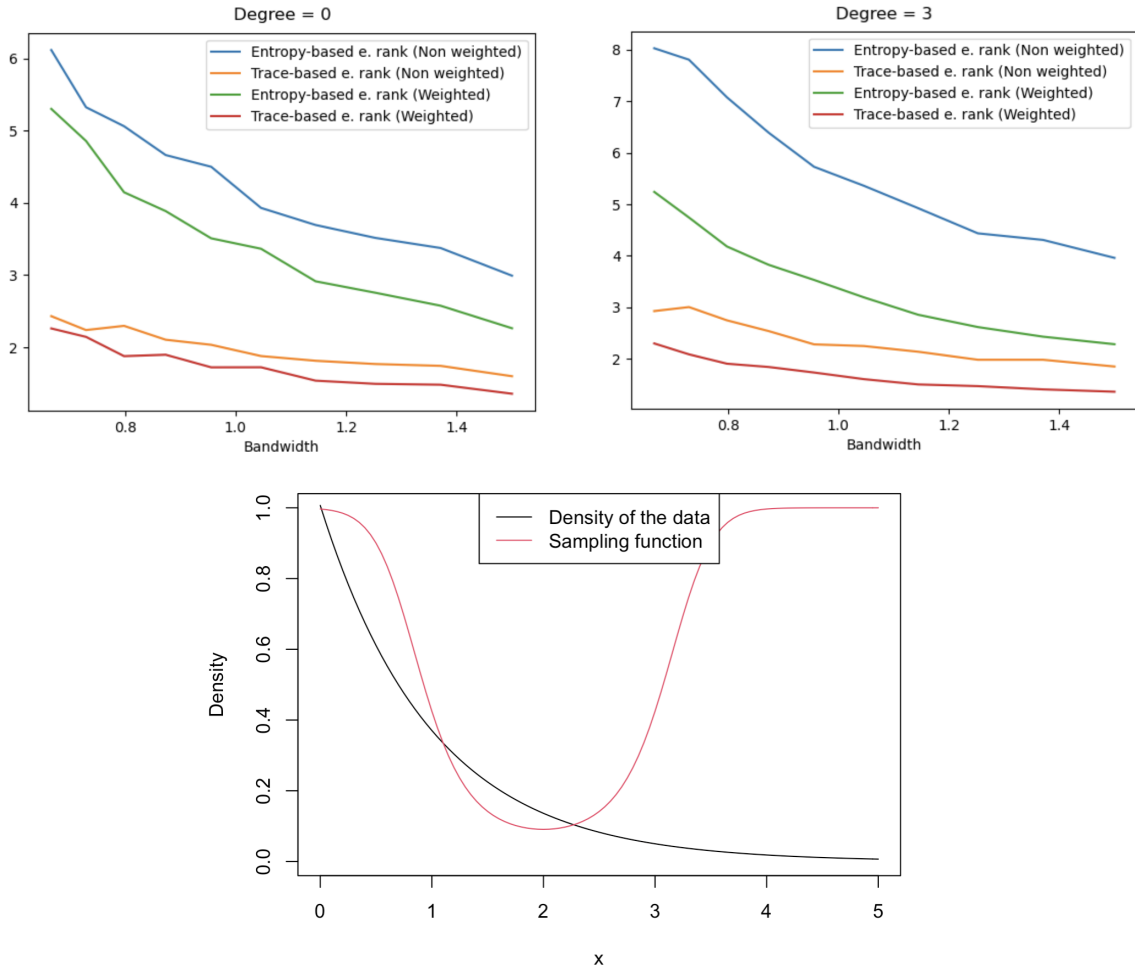 Degree = 0
Entropy-based e. rank (Non weighted)
Trace-based e. rank (Non weighted)
Entropy-based e. rank (Weighted)
Trace-based e. rank (Weighted)
6
5
4
3
2
0.8 1.0 1.2 1.4
Bandwidth
Degree = 3
Entropy-based e. rank (Non weighted)
Trace-based e. rank (Non weighted)
Entropy-based e. rank (Weighted)
Trace-based e. rank (Weighted)
8
7
6
5
4
3
2
0.8 1.0 1.2 1.4
Bandwidth
Density of the data
Sampling function
Density
1.0
0.8
0.6
0.4
0.2
0.0
0 1 2 3 4 5
x